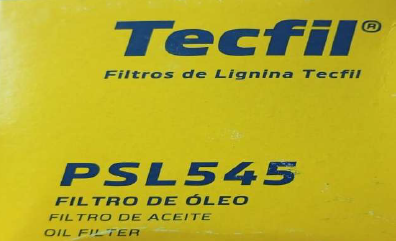 Tecfil®
Filtros de Lignina Tecfil
PSL545
FILTRO DE ÓLEO
FILTRO DE ACEITE
OIL FILTER